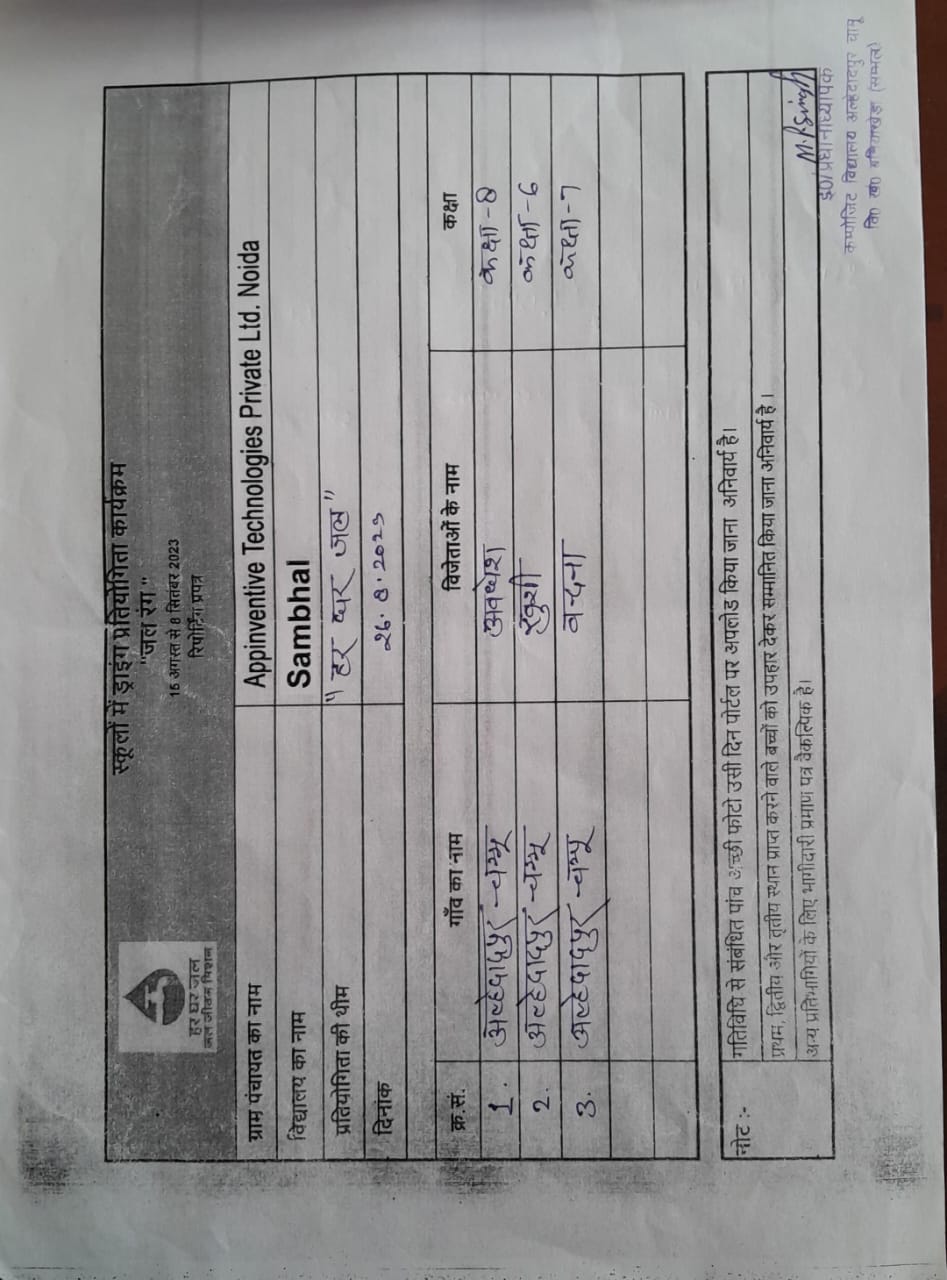 स्कूलों में ड्राइंग प्रतियोगिता कार्यक्रम
"जल रंग"
16 अगस्त से 8 सितंबर 2023
रिपोर्टिंग प्रपत्र
हर घर जल
जल जीवन मिशन
ग्राम पंचायत का नाम Appinventive Technologies Private Ltd. Noida
विद्यालय का नाम Sambhal
प्रतियोगिता की थीम "हर घर जल"
दिनांक 26.8.2023
क्र.सं. गाँव का नाम विजेताओं के नाम कक्षा
1. अल्हेदादपुर चम्पू अवधेश कक्षा-8
2. अल्हेदादपुर चम्पू खुशी कक्षा-6
3. अल्हेदादपुर चम्पू वन्दना कक्षा-7
नोट :- गतिविधि से संबंधित पांच अच्छी फोटो उसी दिन पोर्टल पर अपलोड किया जाना अनिवार्य है।
प्रथम, द्वितीय और तृतीय स्थान प्राप्त करने वाले बच्चों को उपहार देकर सम्मानित किया जाना अनिवार्य है।
अन्य प्रतिभागियों के लिए भागीदारी प्रमाण पत्र वैकल्पिक है।
इ0/प्रधानाध्यापक
कम्पोजिट विद्यालय अल्हेदादपुर चम्पू
(सम्भल)